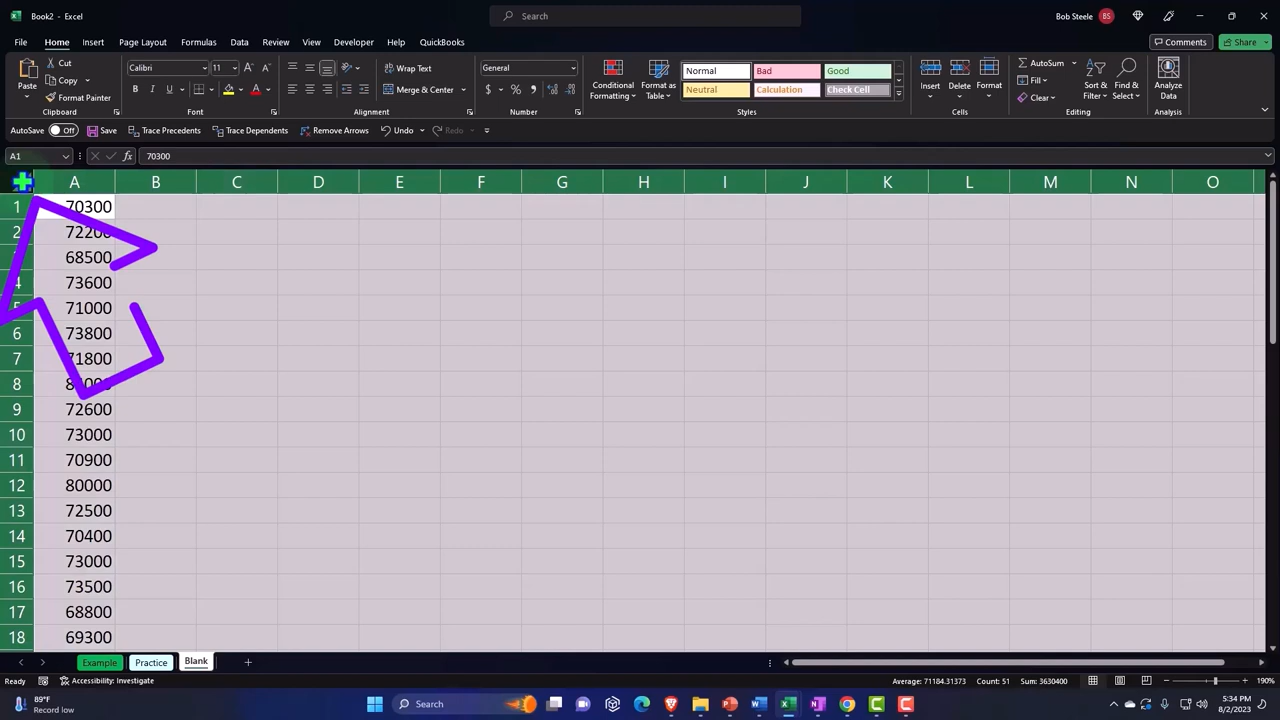 Book2 - Excel
Search
Bob Steele BS
File Home Insert Page Layout Formulas Data Review View Developer Help QuickBooks
Comments Share
Paste Cut Copy Format Painter
Calibri 11
B I U A
Wrap Text
Merge & Center
General
$ % 9
Conditional Formatting Format as Table
Normal Bad Good
Neutral Calculation Check Cell
Insert Delete Format
AutoSum Fill Clear
Sort & Filter Find & Select
Analyze Data
Clipboard Font Alignment Number Styles Cells Editing Analysis
AutoSave Off Save Trace Precedents Trace Dependents Remove Arrows Undo Redo
A1 fx 70300
A B C D E F G H I J K L M N O
1 70300
2 72200
3 68500
4 73600
5 71000
6 73800
7 71800
8
9 72600
10 73000
11 70900
12 80000
13 72500
14 70400
15 73000
16 73500
17 68800
18 69300
Example Practice Blank
Ready Accessibility: Investigate Average: 71184.31373 Count: 51 Sum: 3630400 190%
89°F
Record low
Search
5:34 PM
8/2/2023